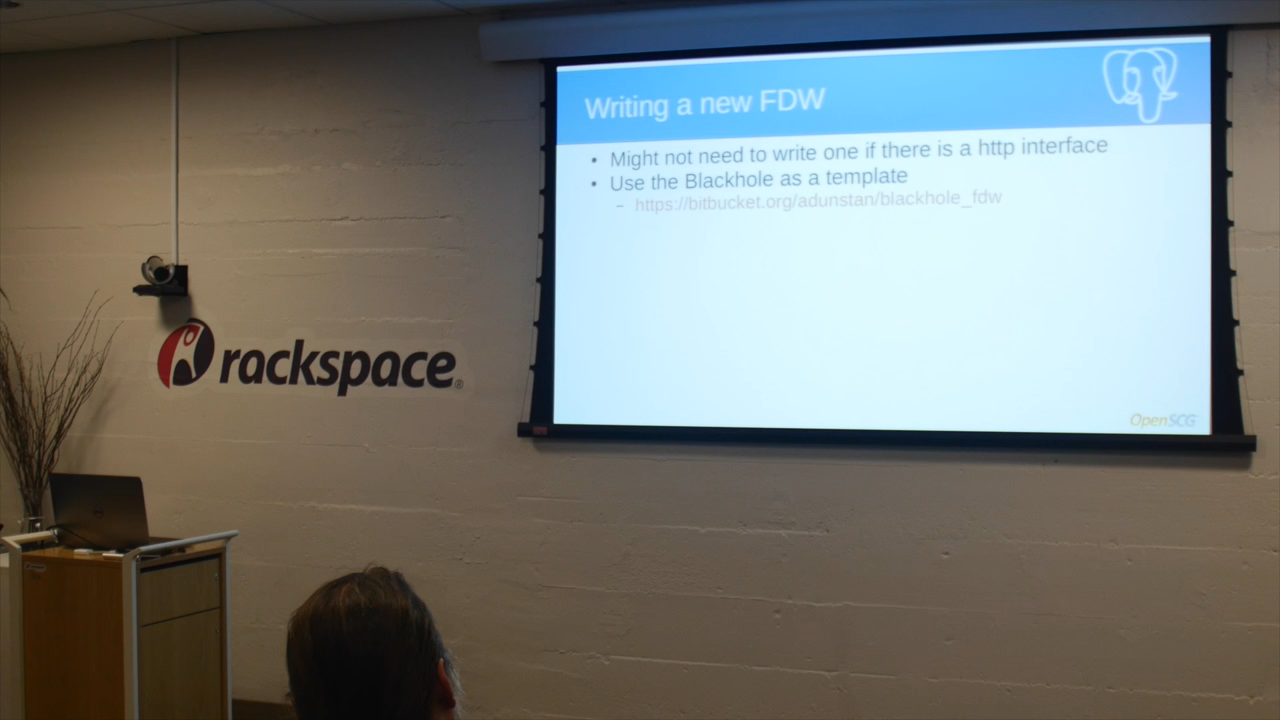 Writing a new FDW
• Might not need to write one if there is a http interface
• Use the Blackhole as a template
– https://bitbucket.org/adunstan/blackhole_fdw
OpenSCG
rackspace®